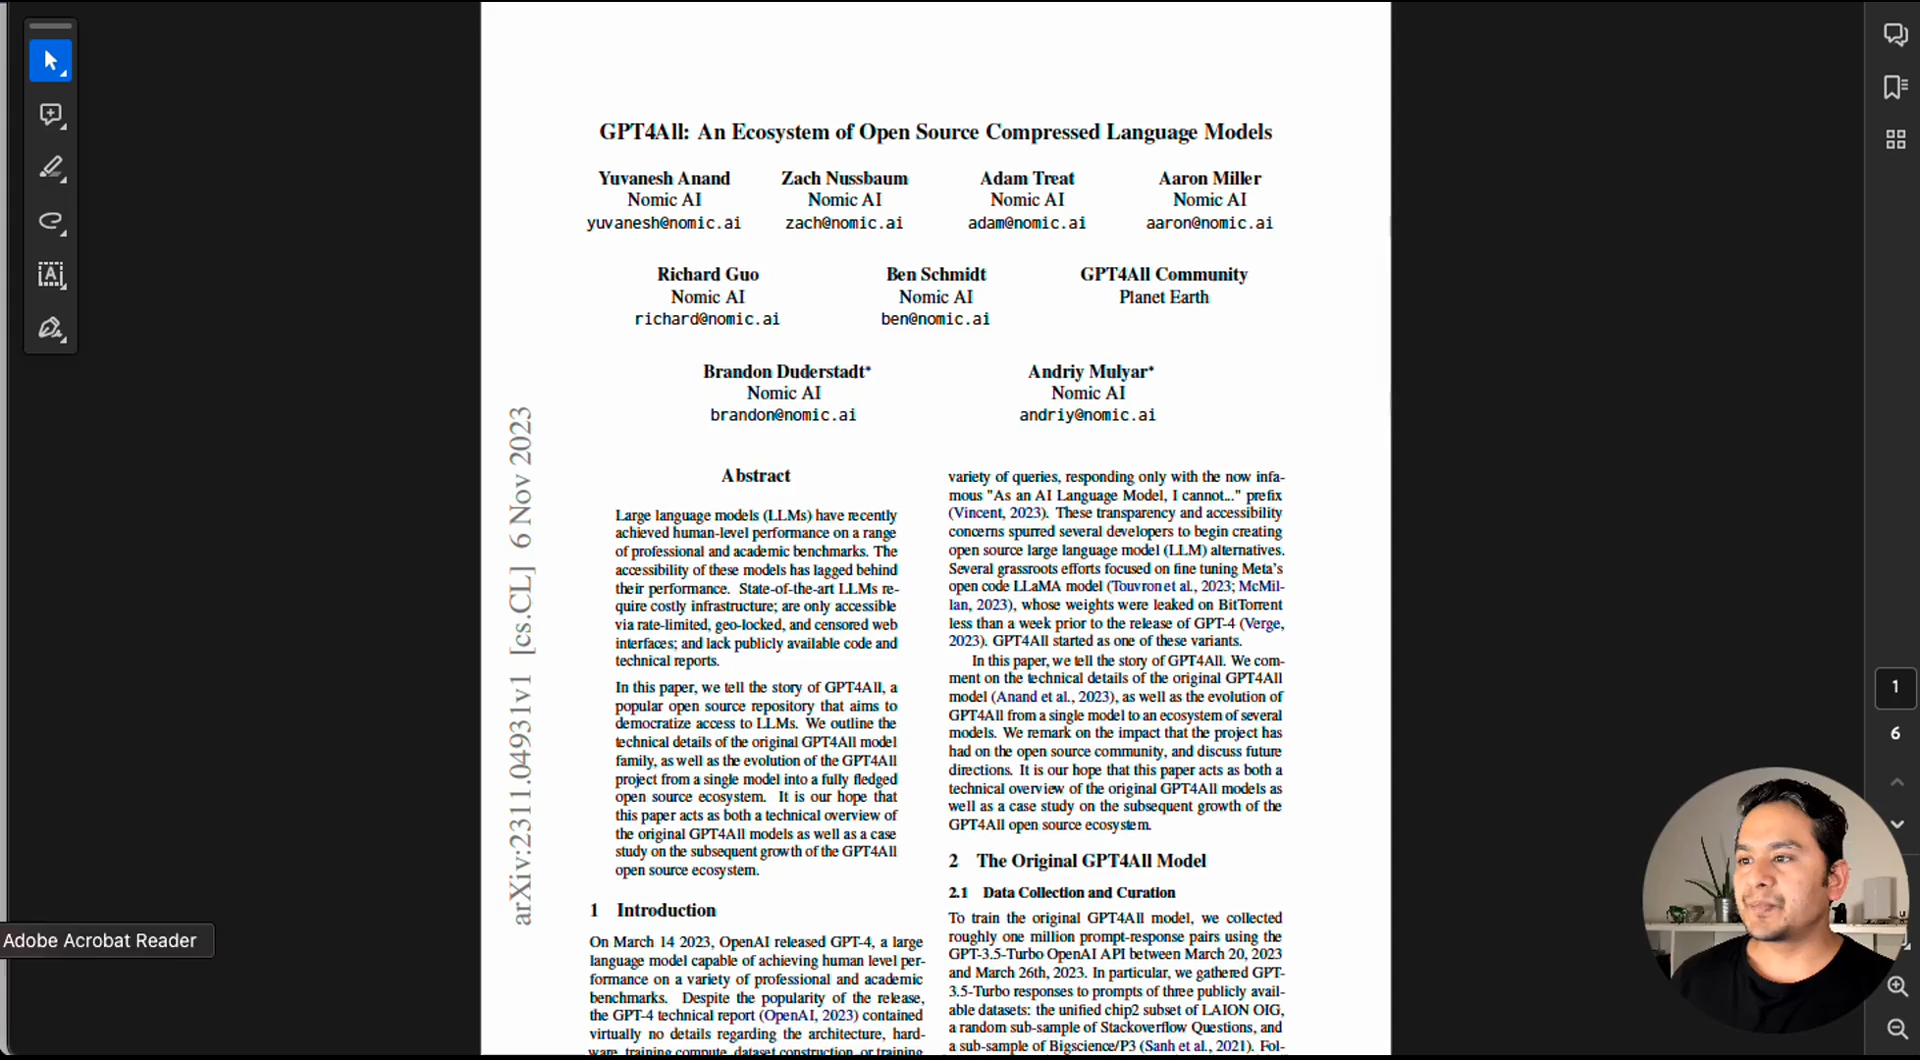 GPT4All: An Ecosystem of Open Source Compressed Language Models
Yuvanesh Anand
Nomic AI
yuvanesh@nomic.ai
Zach Nussbaum
Nomic AI
zach@nomic.ai
Adam Treat
Nomic AI
adam@nomic.ai
Aaron Miller
Nomic AI
aaron@nomic.ai
Richard Guo
Nomic AI
richard@nomic.ai
Ben Schmidt
Nomic AI
ben@nomic.ai
GPT4All Community
Planet Earth
Brandon Duderstadt*
Nomic AI
brandon@nomic.ai
Andriy Mulyar*
Nomic AI
andriy@nomic.ai
arXiv:2311.04931v1 [cs.CL] 6 Nov 2023
Abstract
Large language models (LLMs) have recently
achieved human-level performance on a range
of professional and academic benchmarks. The
accessibility of these models has lagged behind
their performance. State-of-the-art LLMs re-
quire costly infrastructure; are only accessible
via rate-limited, geo-locked, and censored web
interfaces; and lack publicly available code and
technical reports.
In this paper, we tell the story of GPT4All, a
popular open source repository that aims to
democratize access to LLMs. We outline the
technical details of the original GPT4All model
family, as well as the evolution of the GPT4All
project from a single model into a fully fledged
open source ecosystem. It is our hope that
this paper acts as both a technical overview of
the original GPT4All models as well as a case
study on the subsequent growth of the GPT4All
open source ecosystem.
1 Introduction
On March 14 2023, OpenAI released GPT-4, a large
language model capable of achieving human level per-
formance on a variety of professional and academic
benchmarks. Despite the popularity of the release,
the GPT-4 technical report (OpenAI, 2023) contained
virtually no details regarding the architecture, hard-
ware, training compute, dataset construction, or training
variety of queries, responding only with the now infa-
mous "As an AI Language Model, I cannot..." prefix
(Vincent, 2023). These transparency and accessibility
concerns spurred several developers to begin creating
open source large language model (LLM) alternatives.
Several grassroots efforts focused on fine tuning Meta's
open code LLaMA model (Touvron et al., 2023; McMil-
lan, 2023), whose weights were leaked on BitTorrent
less than a week prior to the release of GPT-4 (Verge,
2023). GPT4All started as one of these variants.
In this paper, we tell the story of GPT4All. We com-
ment on the technical details of the original GPT4All
model (Anand et al., 2023), as well as the evolution of
GPT4All from a single model to an ecosystem of several
models. We remark on the impact that the project has
had on the open source community, and discuss future
directions. It is our hope that this paper acts as both a
technical overview of the original GPT4All models as
well as a case study on the subsequent growth of the
GPT4All open source ecosystem.
2 The Original GPT4All Model
2.1 Data Collection and Curation
To train the original GPT4All model, we collected
roughly one million prompt-response pairs using the
GPT-3.5-Turbo OpenAI API between March 20, 2023
and March 26th, 2023. In particular, we gathered GPT-
3.5-Turbo responses to prompts of three publicly avail-
able datasets: the unified chip2 subset of LAION OIG,
a random sub-sample of Stackoverflow Questions, and
a sub-sample of Bigscience/P3 (Sanh et al., 2021). Fol-
Adobe Acrobat Reader
1
6